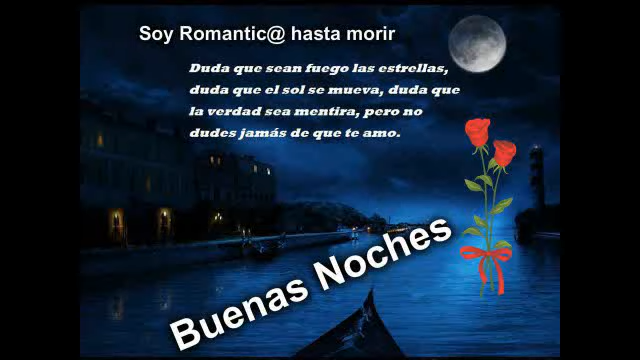 Soy Romantic@ hasta morir
Duda que sean fuego las estrellas,
duda que el sol se mueva, duda que
la verdad sea mentira, pero no
dudes jamás de que te amo.
Buenas Noches